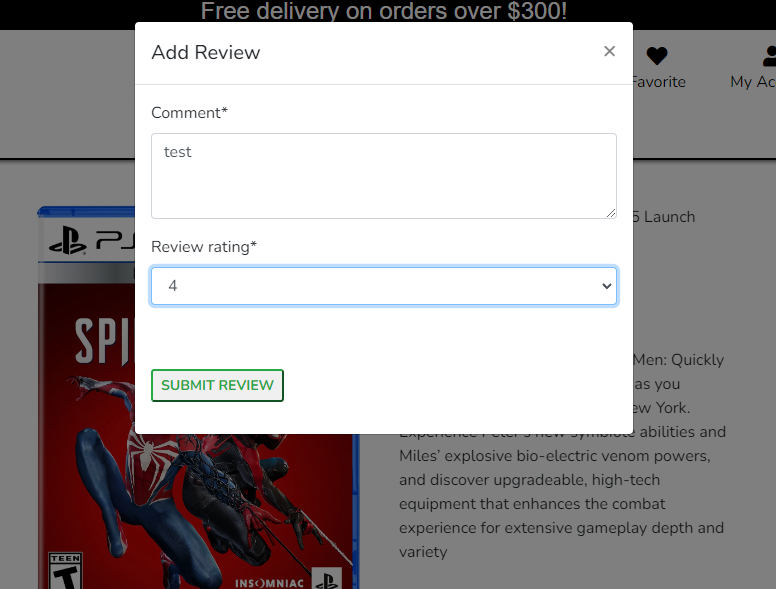 Free delivery on orders over $300!
Add Review
×
Favorite
My Ac
Comment*
test
5 Launch
Review rating*
4
SPI
Men: Quickly
as you
ew York.
Experience Peter's new symbiote abilities and
Miles’ explosive bio-electric venom powers,
and discover upgradeable, high-tech
equipment that enhances the combat
experience for extensive gameplay depth and
variety
SUBMIT REVIEW
TEEN
T
INSOMNIAC